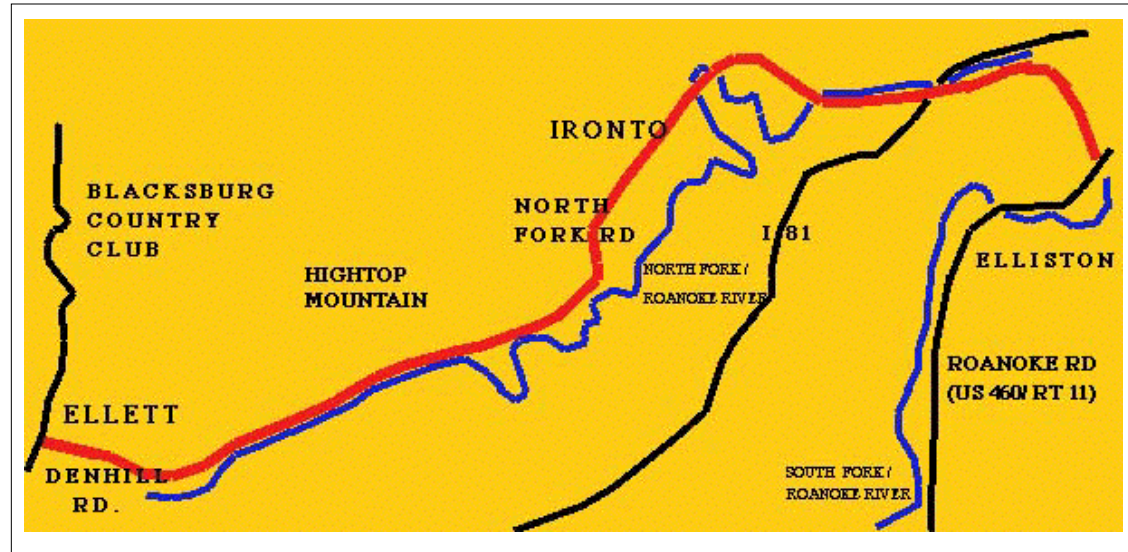 IRONTO
BLACKSBURG
COUNTRY
CLUB
NORTH
FORK RD
I-81
HIGHTOP
MOUNTAIN
NORTH FORK /
ROANOKE RIVER
ELLISTON
ROANOKE RD
(US 460/ RT 11)
ELLETT
DENHILL
RD.
SOUTH FORK /
ROANOKE RIVER